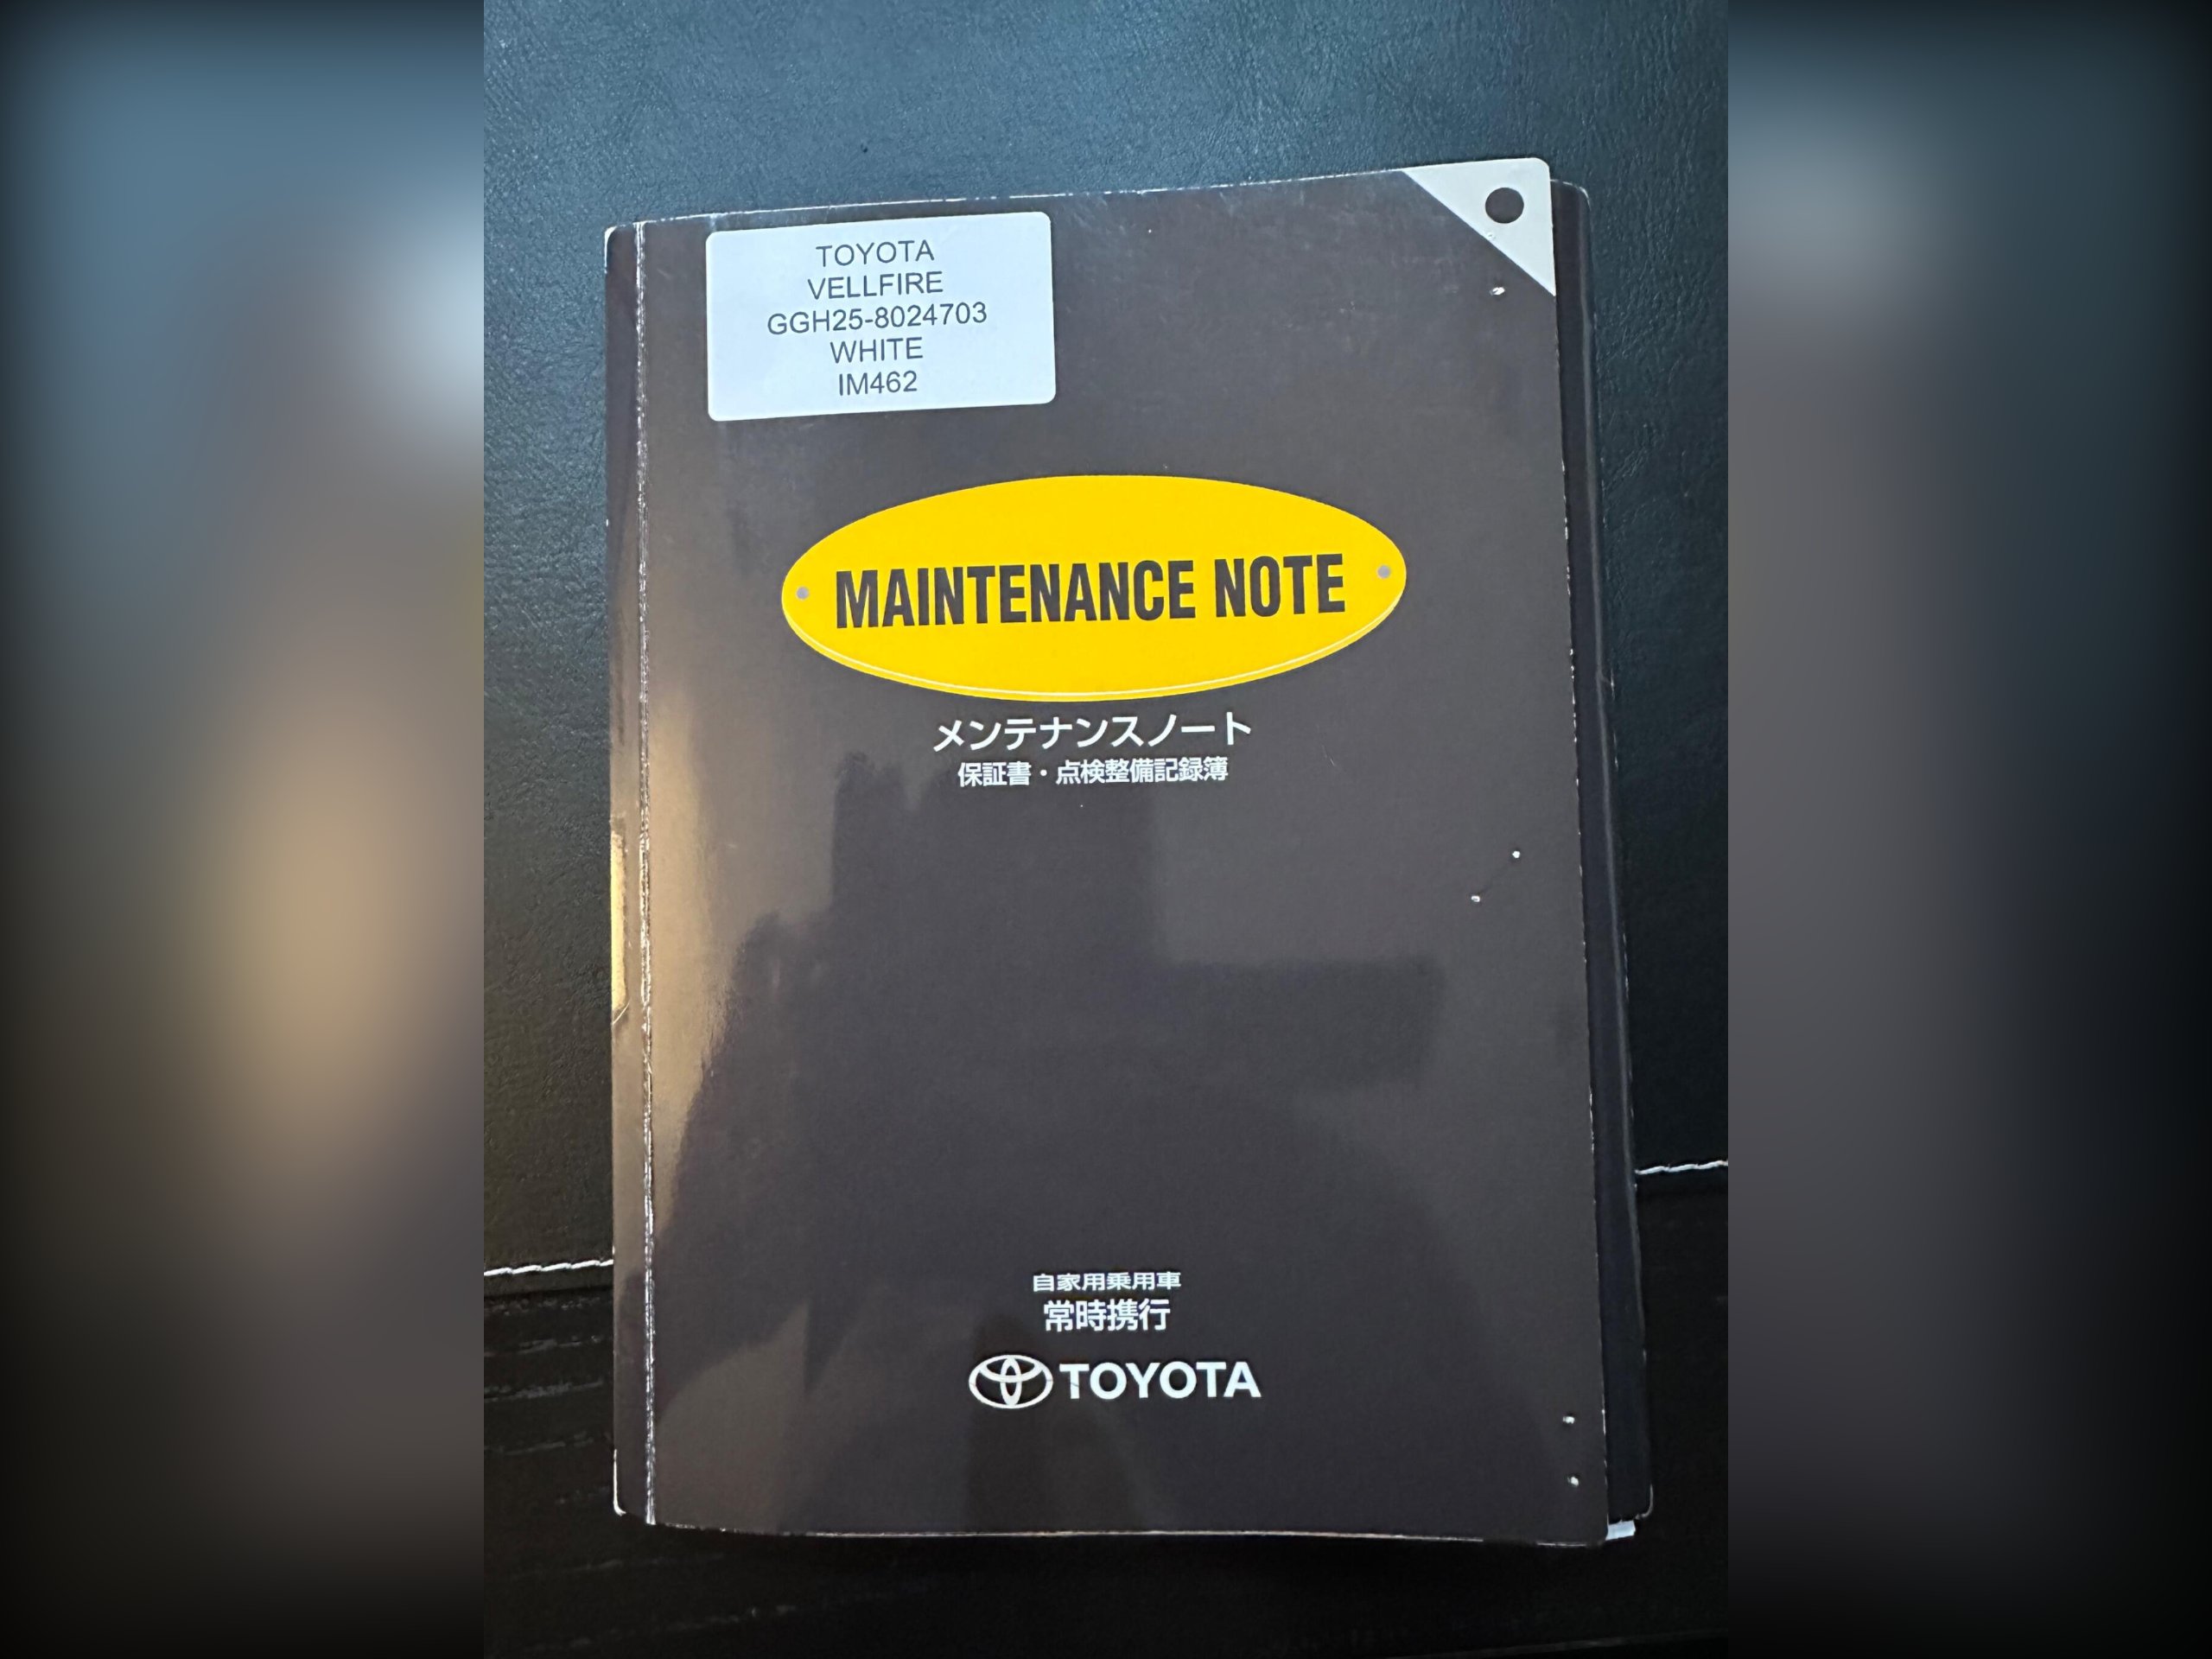 TOYOTA
VELLFIRE
GGH25-8024703
WHITE
IM462
MAINTENANCE NOTE
メンテナンスノート
保証書・点検整備記録簿
自家用乗用車
常時携行
TOYOTA